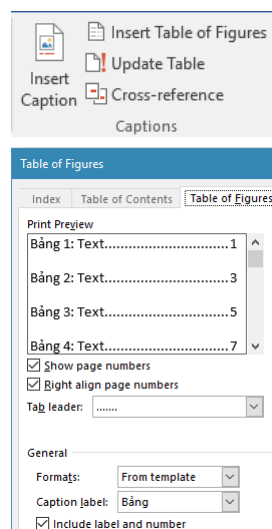 Insert Table of Figures
Update Table
Insert
Caption
Cross-reference
Captions
Table of Figures
Index
Table of Contents
Table of Figures
Print Preview
Bảng 1: Text..............................1
Bảng 2: Text..............................3
Bảng 3: Text..............................5
Bảng 4: Text..............................7
Show page numbers
Right align page numbers
Tab leader: .......
General
Formats: From template
Caption label: Bảng
Include label and number